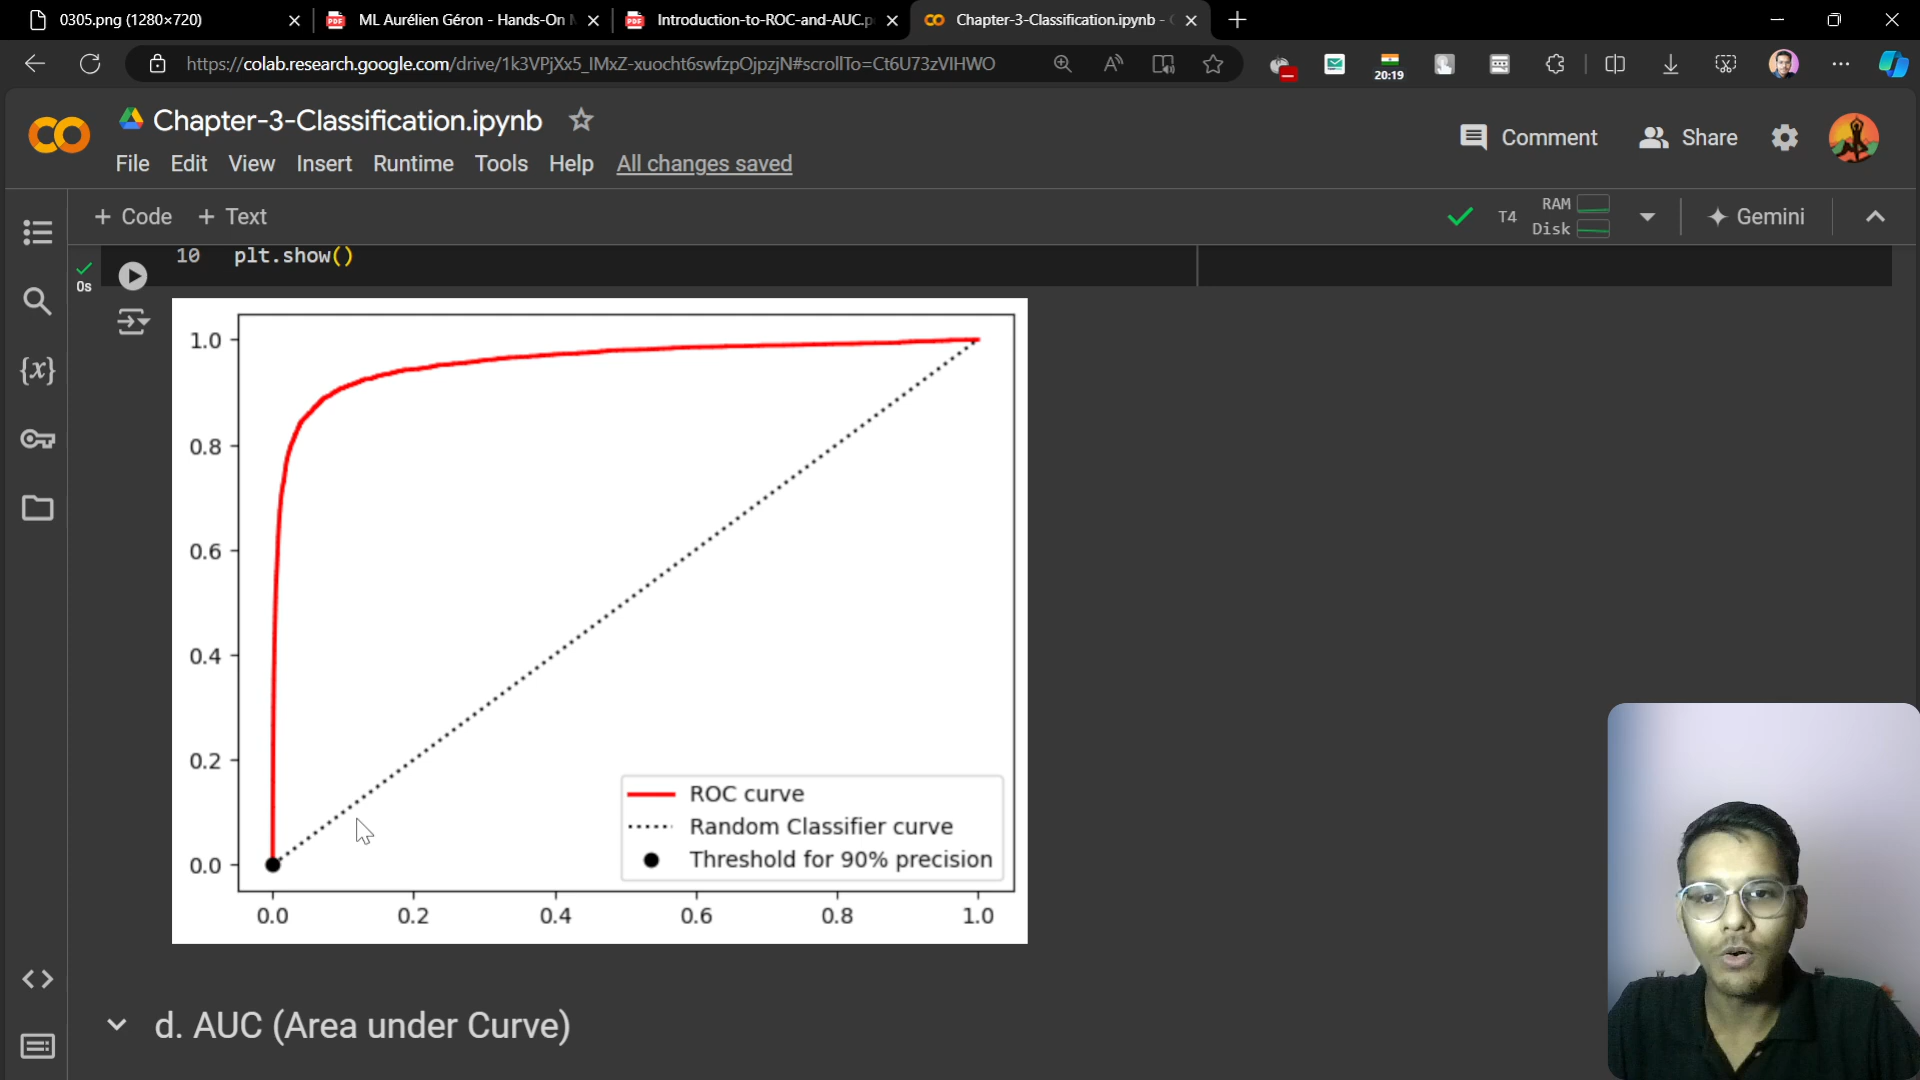 0305.png (1280×720)
ML Aurélien Géron - Hands-On
Introduction-to-ROC-and-AUC.p
Chapter-3-Classification.ipynb -
https://colab.research.google.com/drive/1k3VPjXx5_IMxZ-xuocht6swfzpOjpzjN#scrollTo=Ct6U73zVIHWO
20:19
Chapter-3-Classification.ipynb
File Edit View Insert Runtime Tools Help All changes saved
Comment
Share
+ Code + Text
T4
RAM
Disk
Gemini
0s
10 plt.show()
1.0
0.8
0.6
0.4
0.2
0.0
ROC curve
Random Classifier curve
Threshold for 90% precision
0.0 0.2 0.4 0.6 0.8 1.0
d. AUC (Area under Curve)